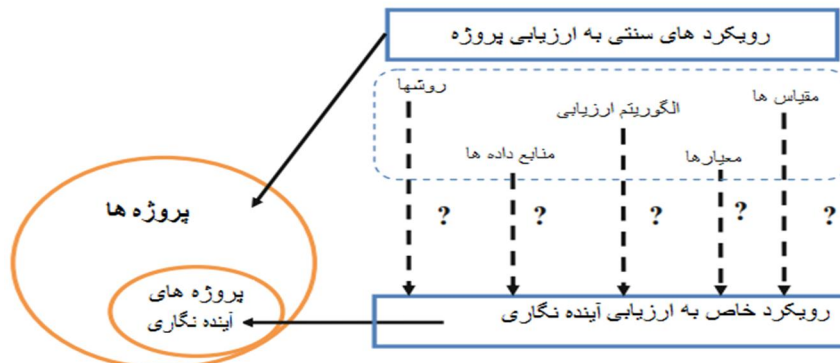 رویکرد های سنتی به ارزیابی پروژه
مقیاس ها
الگوریتم ارزیابی
روشها
معیارها
منابع داده ها
? ? ? ? ?
پروژه ها
پروژه های
آینده نگاری
رویکرد خاص به ارزیابی آینده نگاری